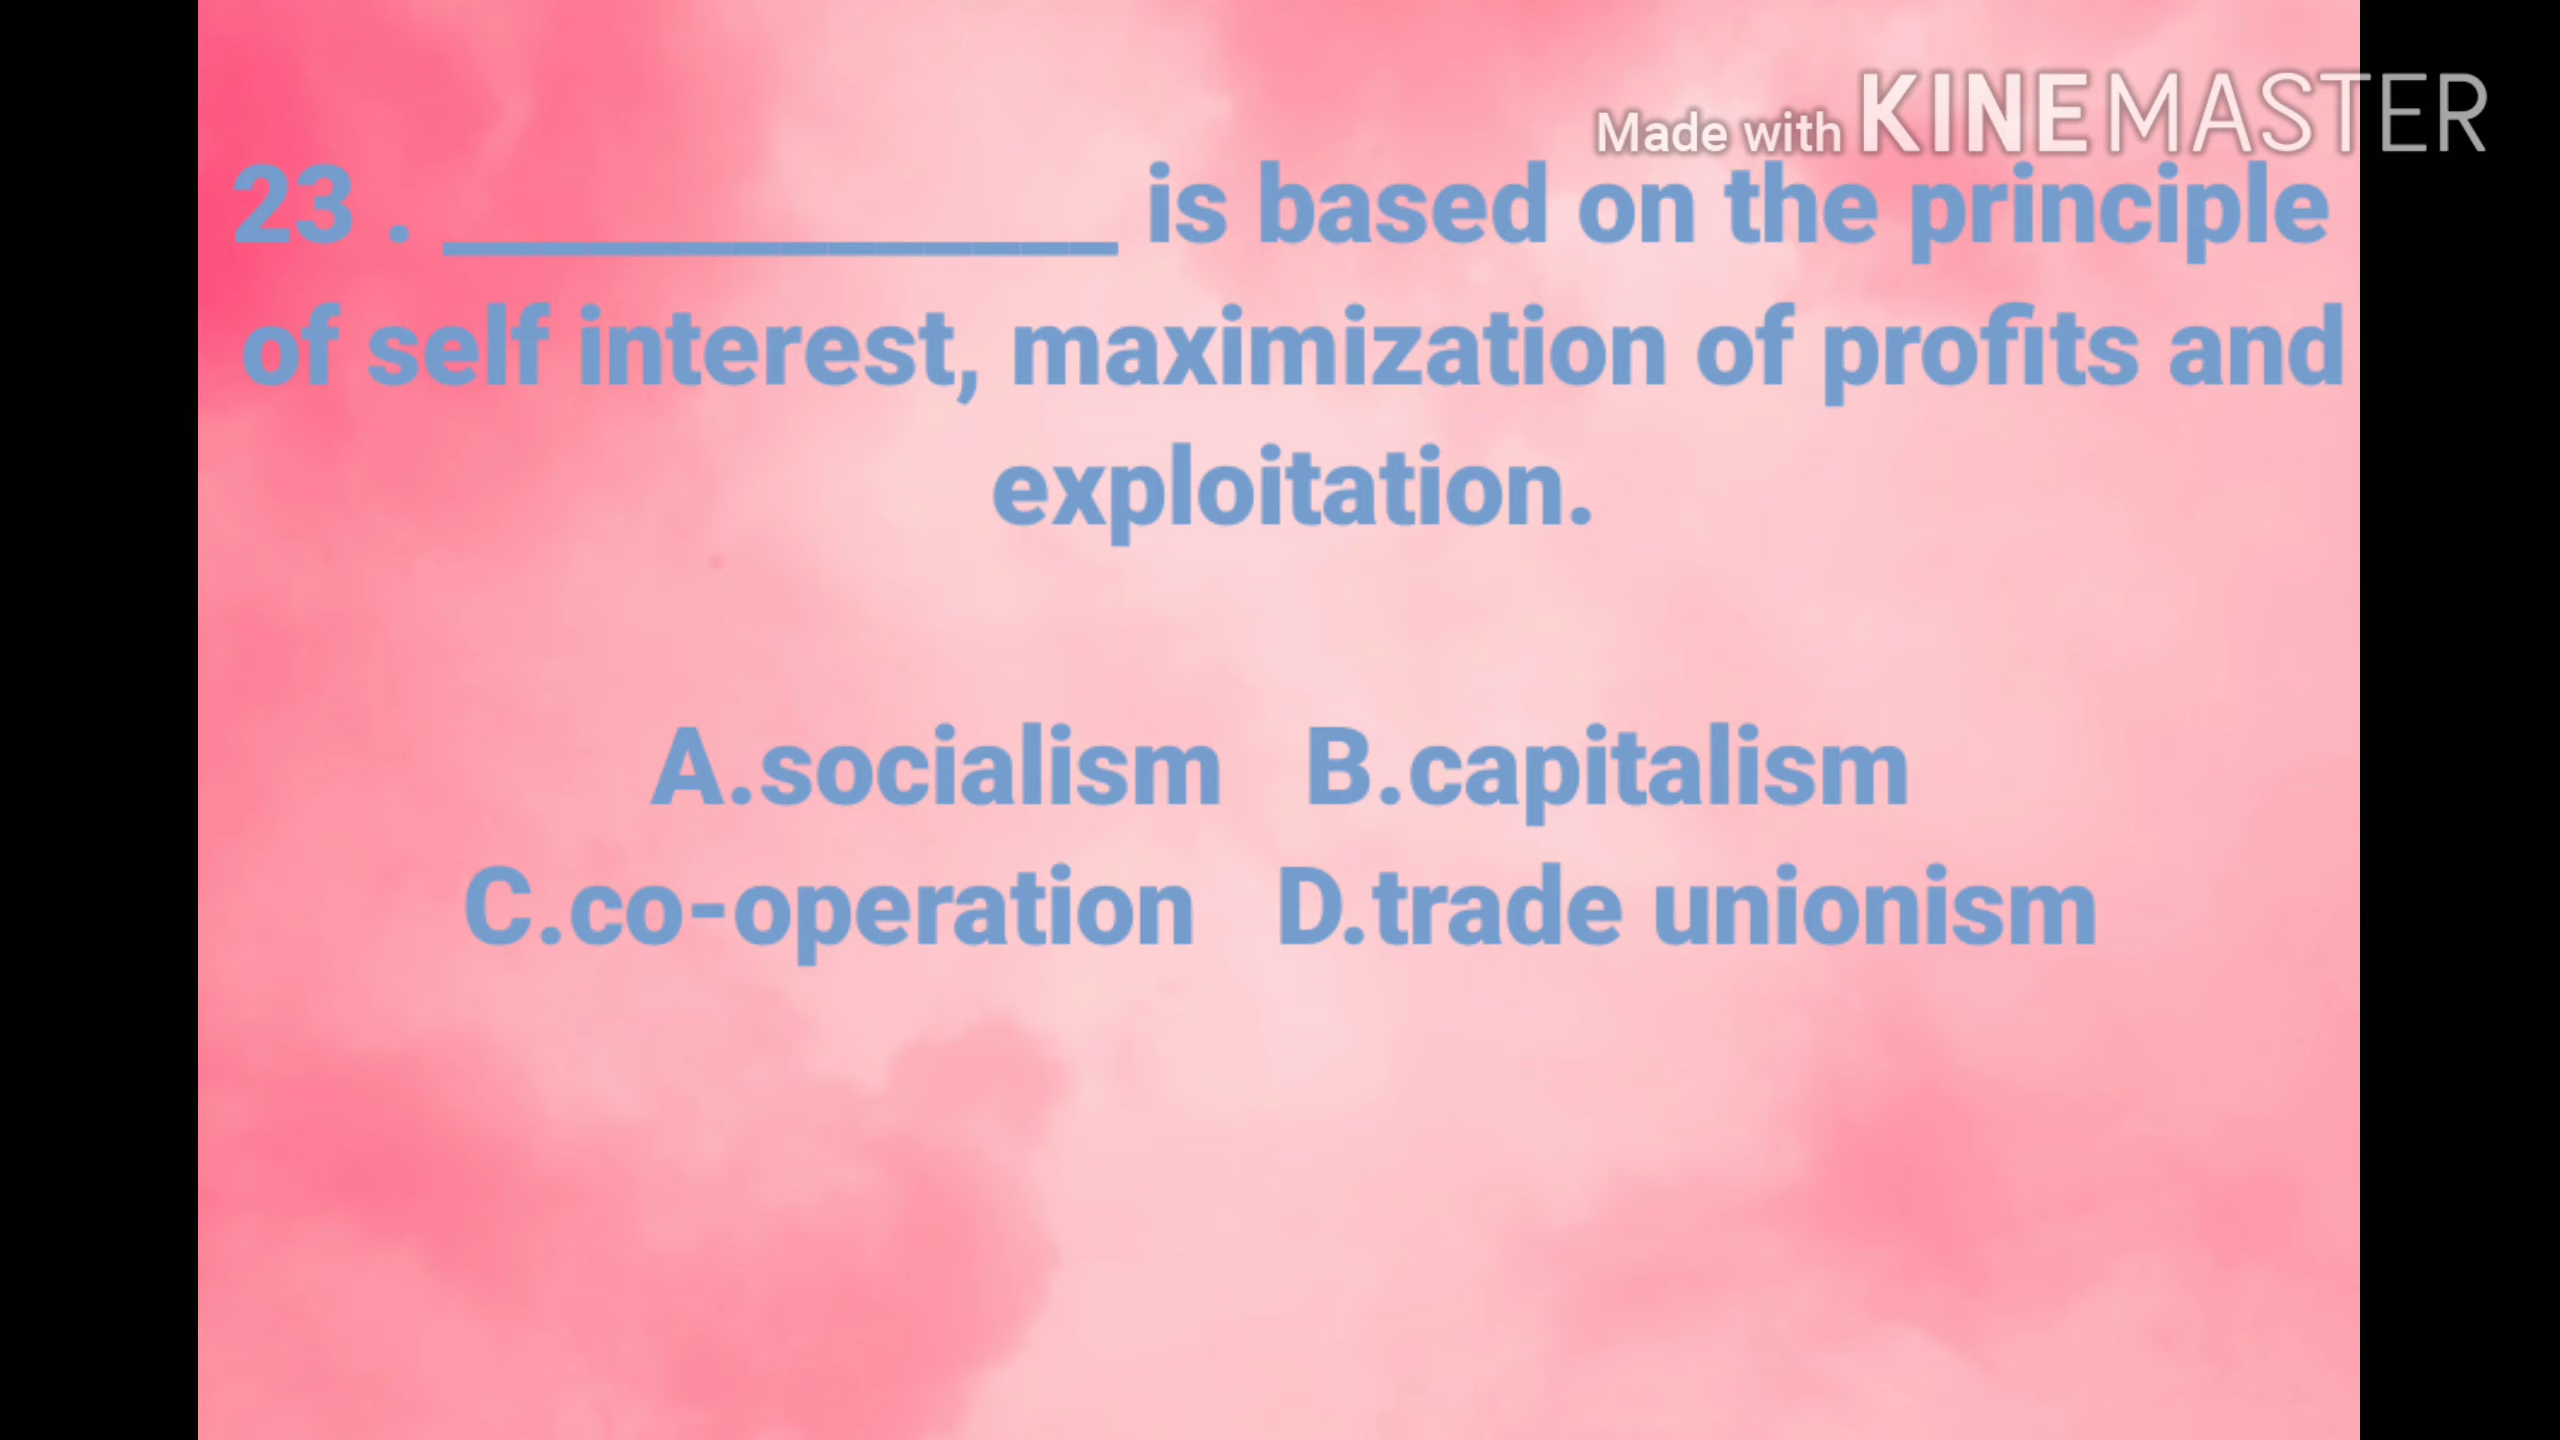 Made with KINEMASTER
23 . ______________ is based on the principle
of self interest, maximization of profits and
exploitation.
A.socialism B.capitalism
C.co-operation D.trade unionism